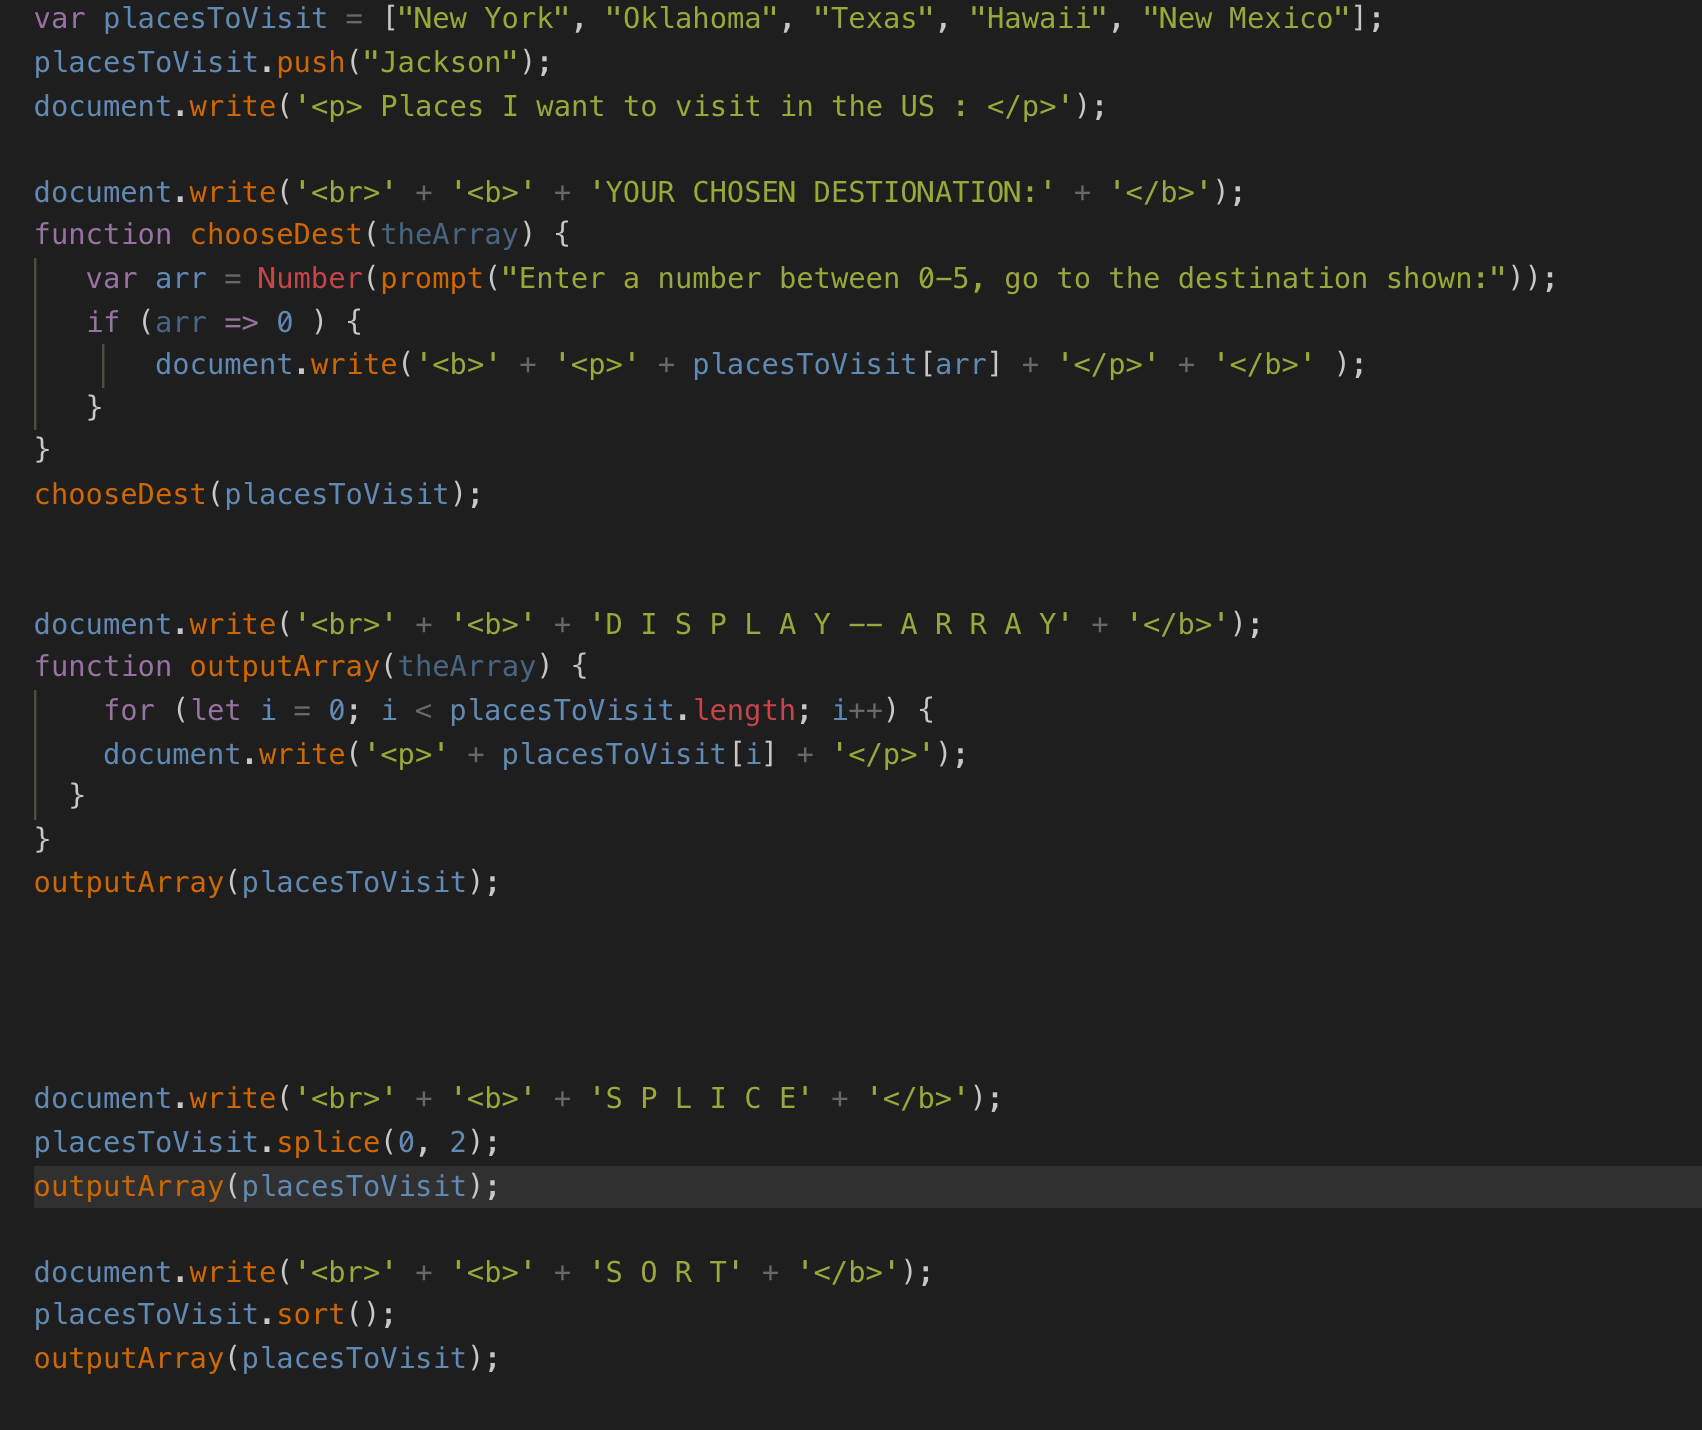 var placesToVisit = ["New York", "Oklahoma", "Texas", "Hawaii", "New Mexico"];
placesToVisit.push("Jackson");
document.write('<p> Places I want to visit in the US : </p>');
document.write('<br>' + '<b>' + 'YOUR CHOSEN DESTIONATION:' + '</b>');
function chooseDest(theArray) {
   var arr = Number(prompt("Enter a number between 0-5, go to the destination shown:"));
   if (arr => 0 ) {
       document.write('<b>' + '<p>' + placesToVisit[arr] + '</p>' + '</b>' );
   }
}
chooseDest(placesToVisit);
document.write('<br>' + '<b>' + 'D I S P L A Y -- A R R A Y' + '</b>');
function outputArray(theArray) {
    for (let i = 0; i < placesToVisit.length; i++) {
    document.write('<p>' + placesToVisit[i] + '</p>');
  }
}
outputArray(placesToVisit);
document.write('<br>' + '<b>' + 'S P L I C E' + '</b>');
placesToVisit.splice(0, 2);
outputArray(placesToVisit);
document.write('<br>' + '<b>' + 'S O R T' + '</b>');
placesToVisit.sort();
outputArray(placesToVisit);